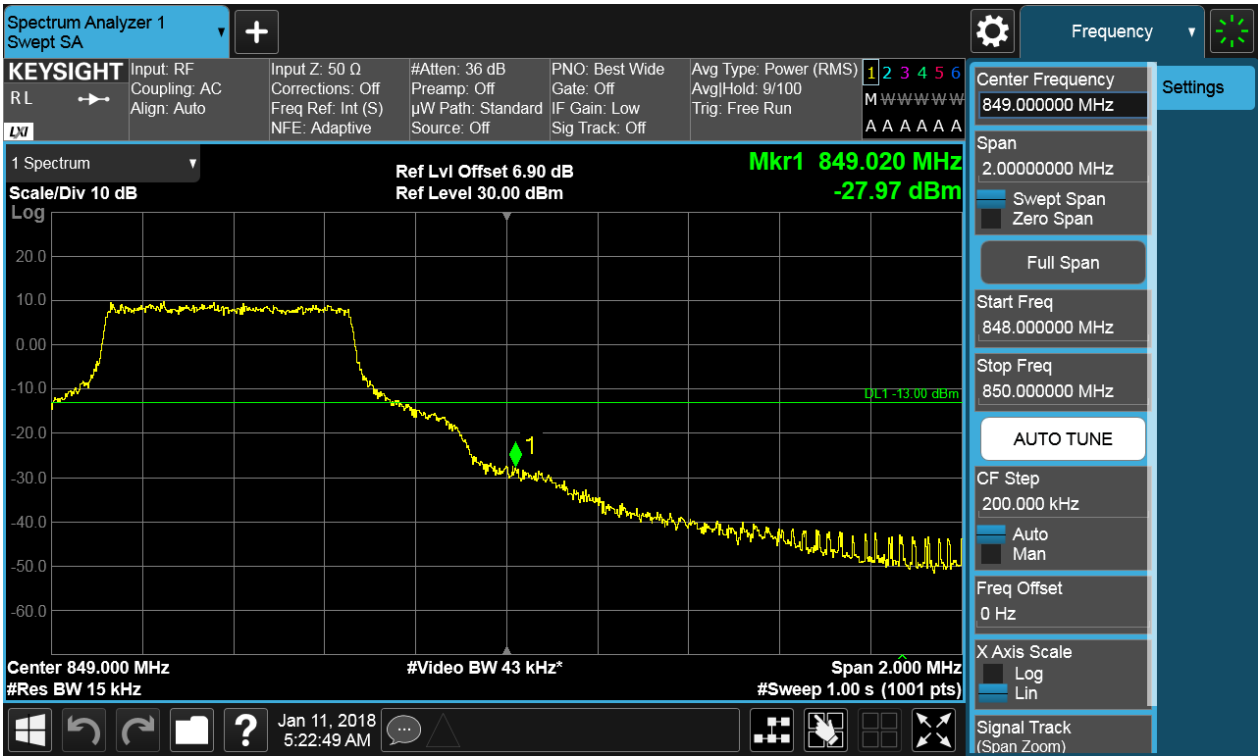 Spectrum Analyzer 1
Swept SA
Frequency
KEYSIGHT
R L
LXI
Input: RF
Coupling: AC
Align: Auto
Input Z: 50 Ω
Corrections: Off
Freq Ref: Int (S)
NFE: Adaptive
#Atten: 36 dB
Preamp: Off
µW Path: Standard
Source: Off
PNO: Best Wide
Gate: Off
IF Gain: Low
Sig Track: Off
Avg Type: Power (RMS)
Avg|Hold: 9/100
Trig: Free Run
1 2 3 4 5 6
M W W W W W
A A A A A A
1 Spectrum
Scale/Div 10 dB
Log
Ref Lvl Offset 6.90 dB
Ref Level 30.00 dBm
Mkr1 849.020 MHz
-27.97 dBm
20.0
10.0
0.00
-10.0
-20.0
-30.0
-40.0
-50.0
-60.0
DL1 -13.00 dBm
1
Center 849.000 MHz
#Res BW 15 kHz
#Video BW 43 kHz*
Span 2.000 MHz
#Sweep 1.00 s (1001 pts)
Center Frequency
849.000000 MHz
Span
2.00000000 MHz
Swept Span
Zero Span
Full Span
Start Freq
848.000000 MHz
Stop Freq
850.000000 MHz
AUTO TUNE
CF Step
200.000 kHz
Auto
Man
Freq Offset
0 Hz
X Axis Scale
Log
Lin
Signal Track
(Span Zoom)
Settings
?
Jan 11, 2018
5:22:49 AM